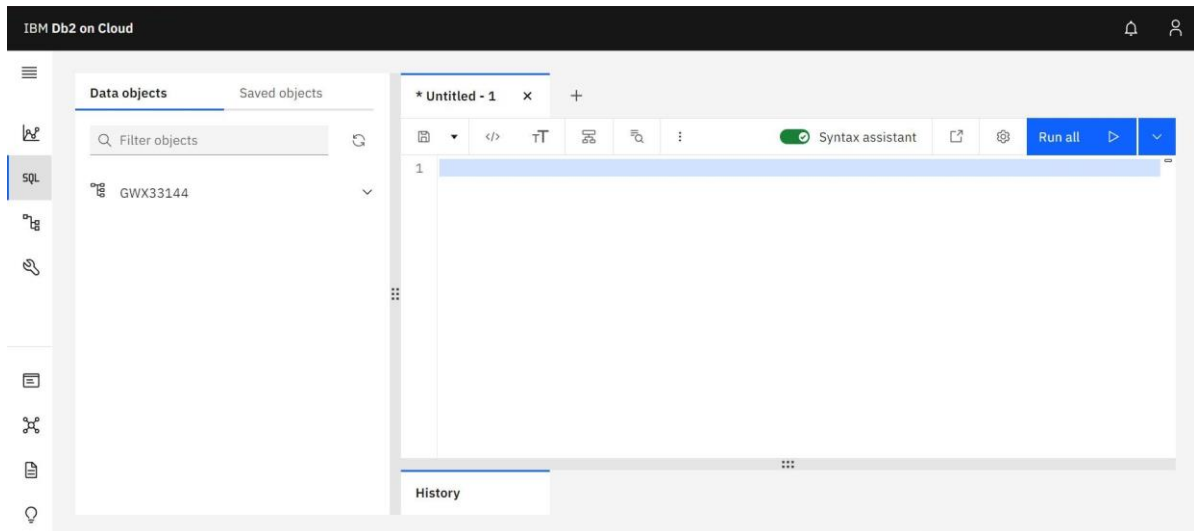 IBM Db2 on Cloud
Data objects
Saved objects
Filter objects
GWX33144
* Untitled - 1 × +
</> TT Syntax assistant Run all
1
SQL
History